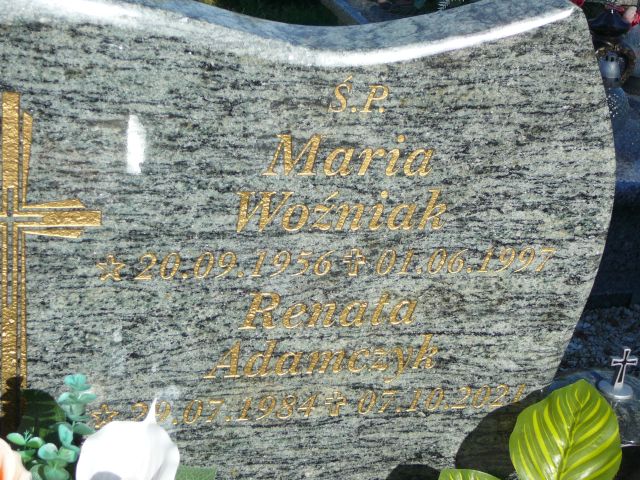 Ś.P.
Maria
Woźniak
☆ 20.09.1956 ✞ 01.06.1997
Renata
Adamczyk
☆ 29.07.1984 ✞ 07.10.2021